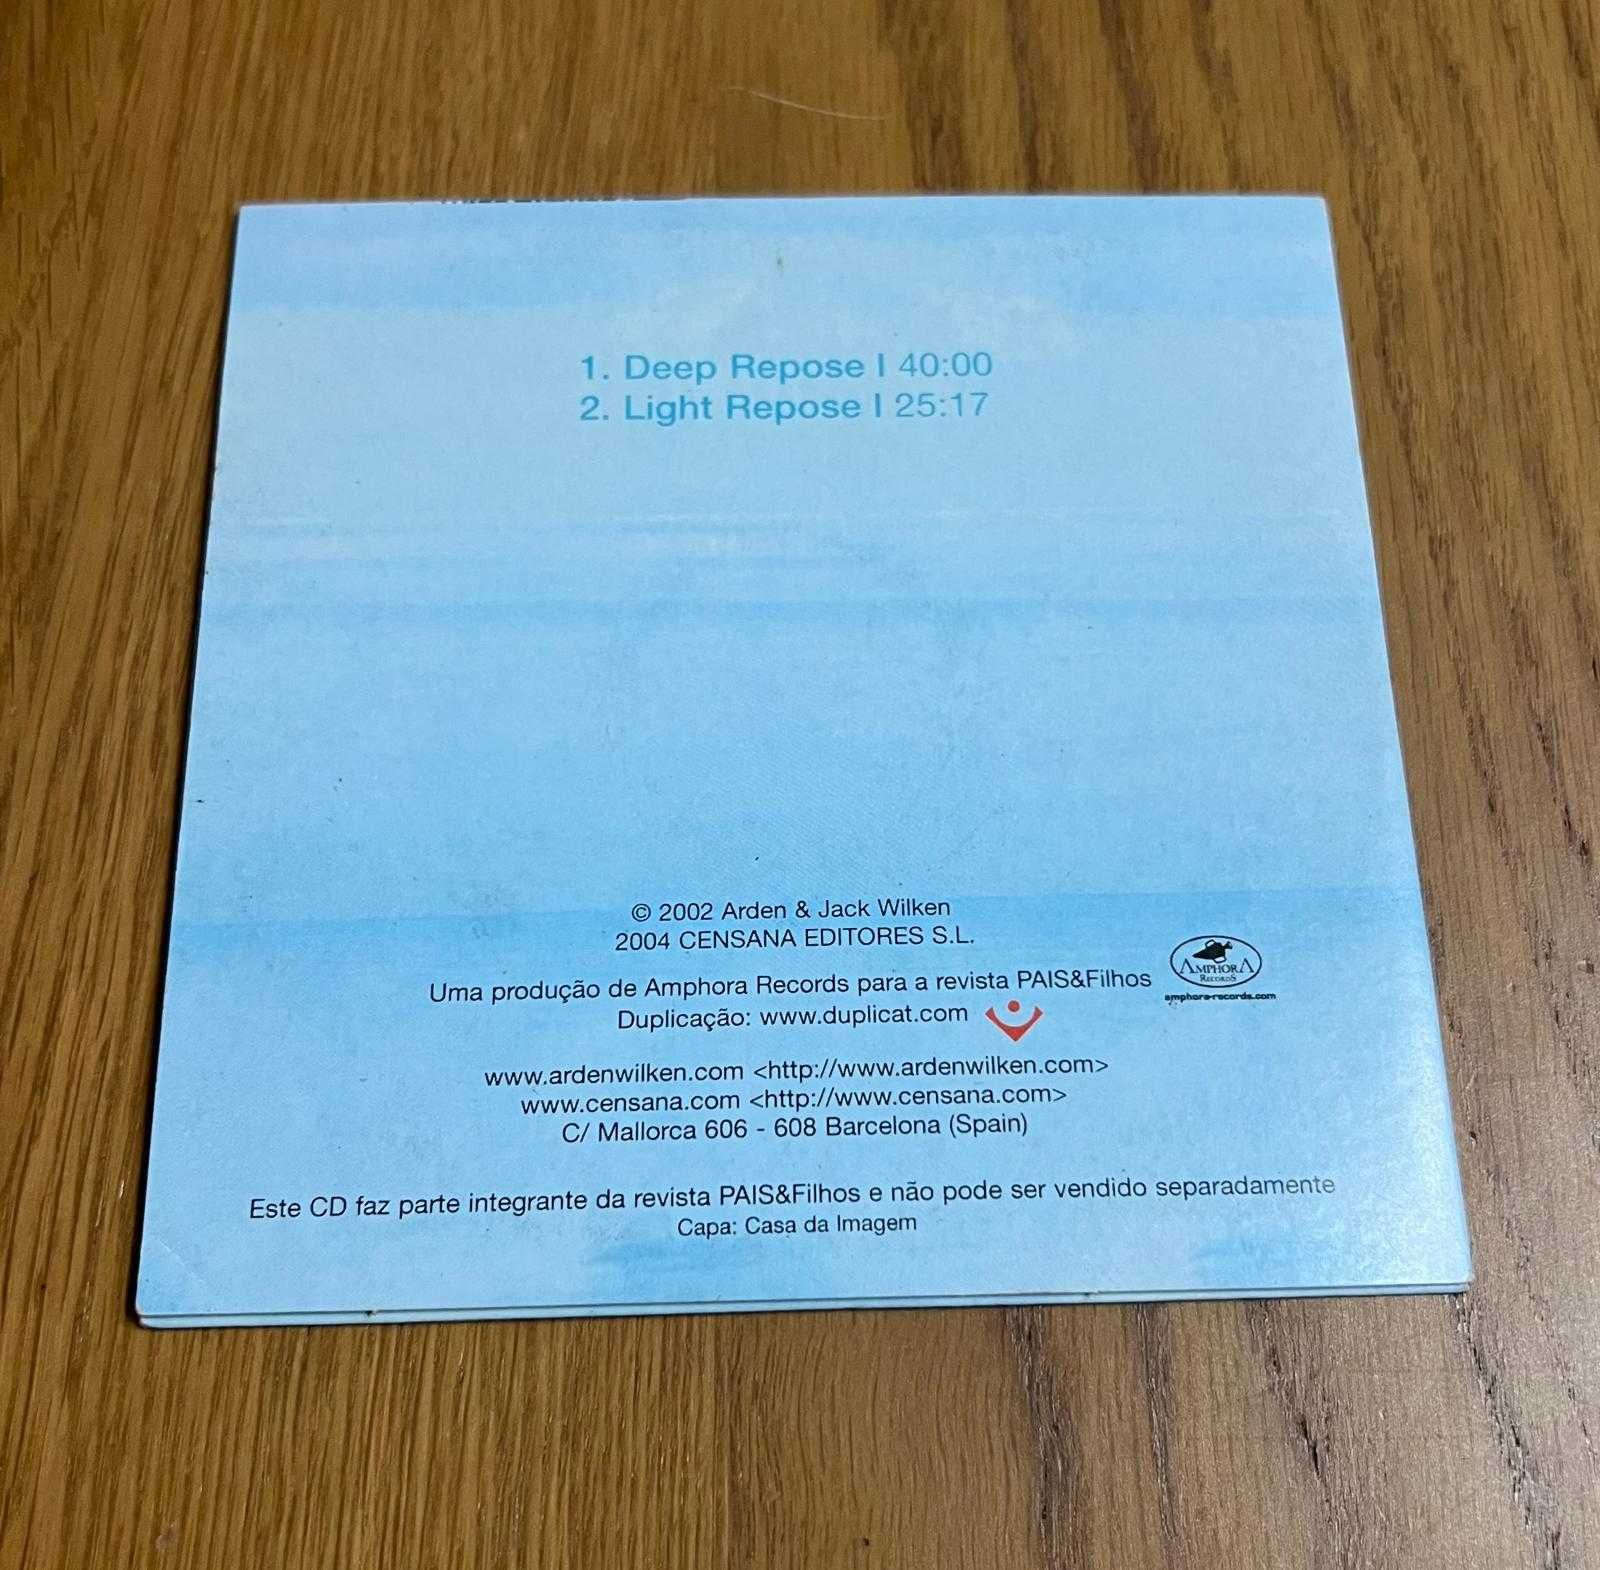 1. Deep Repose | 40:00
2. Light Repose | 25:17
© 2002 Arden & Jack Wilken
2004 CENSANA EDITORES S.L.
Uma produção de Amphora Records para a revista PAIS&Filhos
AMPHORA
RECORDS
amphora-records.com
Duplicação: www.duplicat.com
www.ardenwilken.com <http://www.ardenwilken.com>
www.censana.com <http://www.censana.com>
C/ Mallorca 606 - 608 Barcelona (Spain)
Este CD faz parte integrante da revista PAIS&Filhos e não pode ser vendido separadamente
Capa: Casa da Imagem